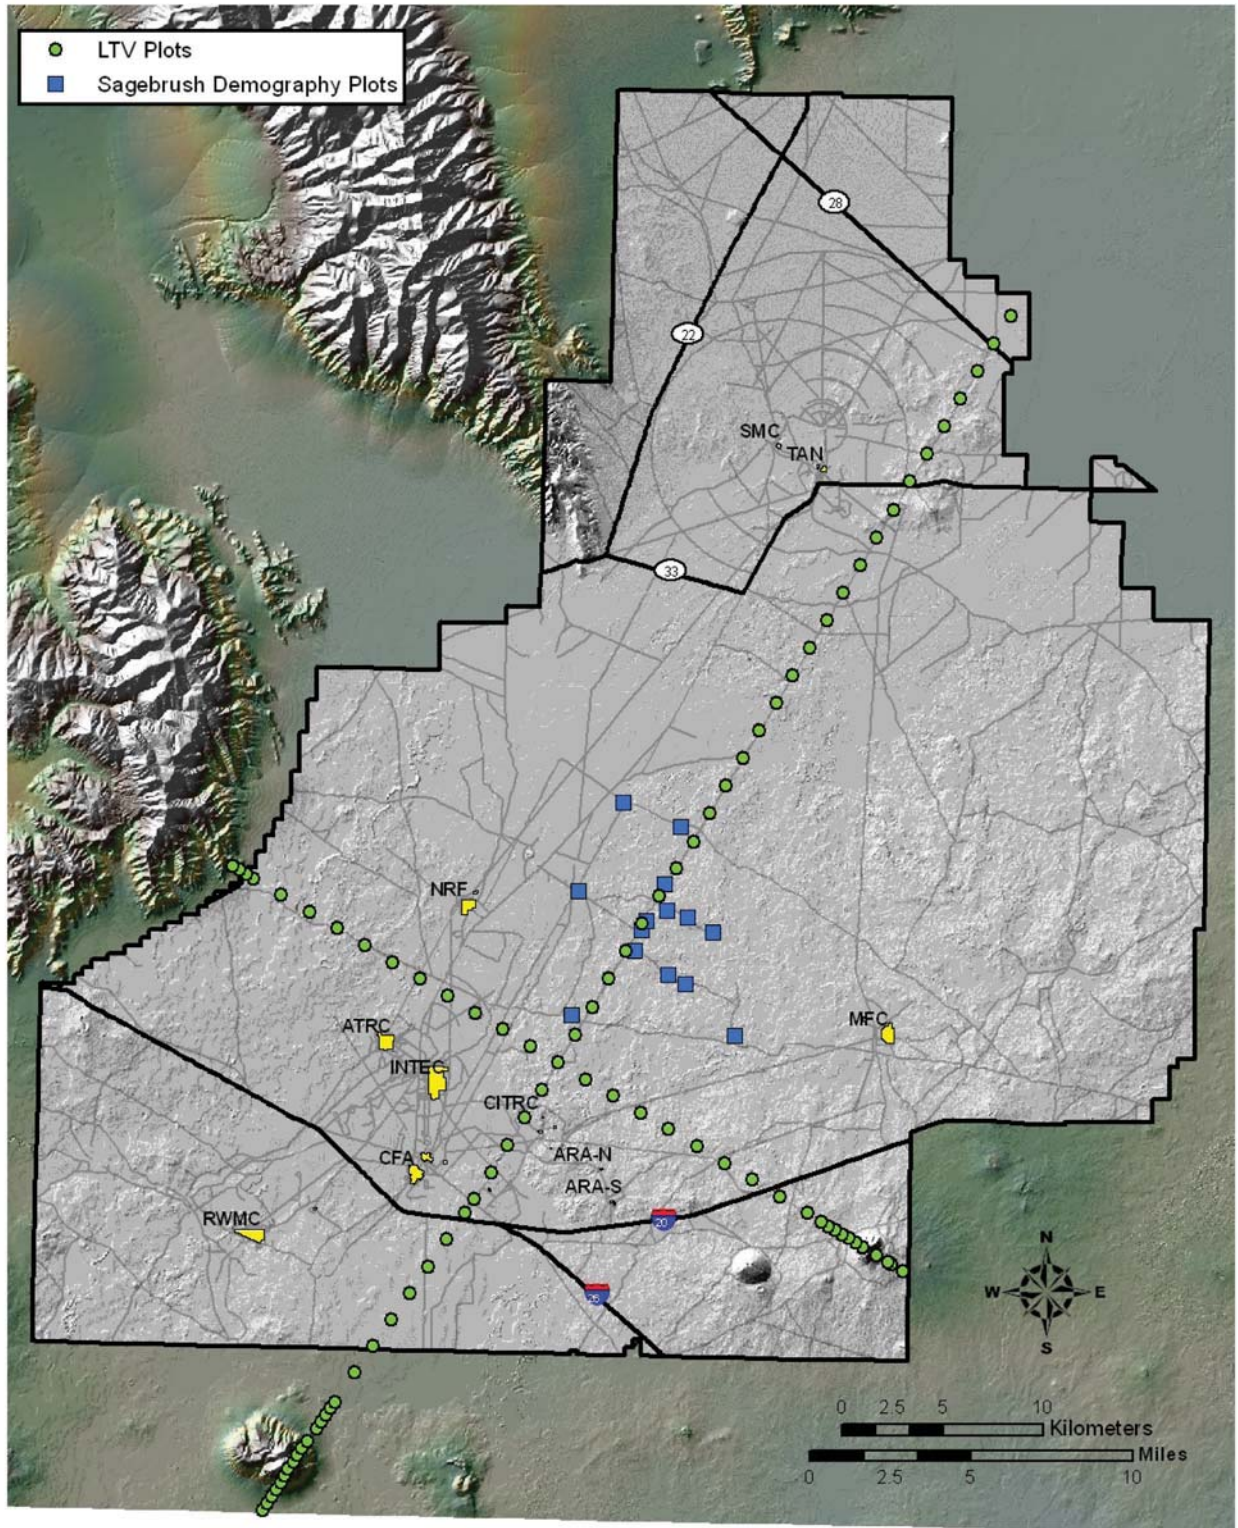 LTV Plots
Sagebrush Demography Plots
28
22
SMC
TAN
33
NRF
ATRC
MFC
INTEC
CITRC
CFA
ARA-N
ARA-S
RWMC
20
N
W E
S
0 2.5 5 10
Kilometers
Miles
0 2.5 5 10